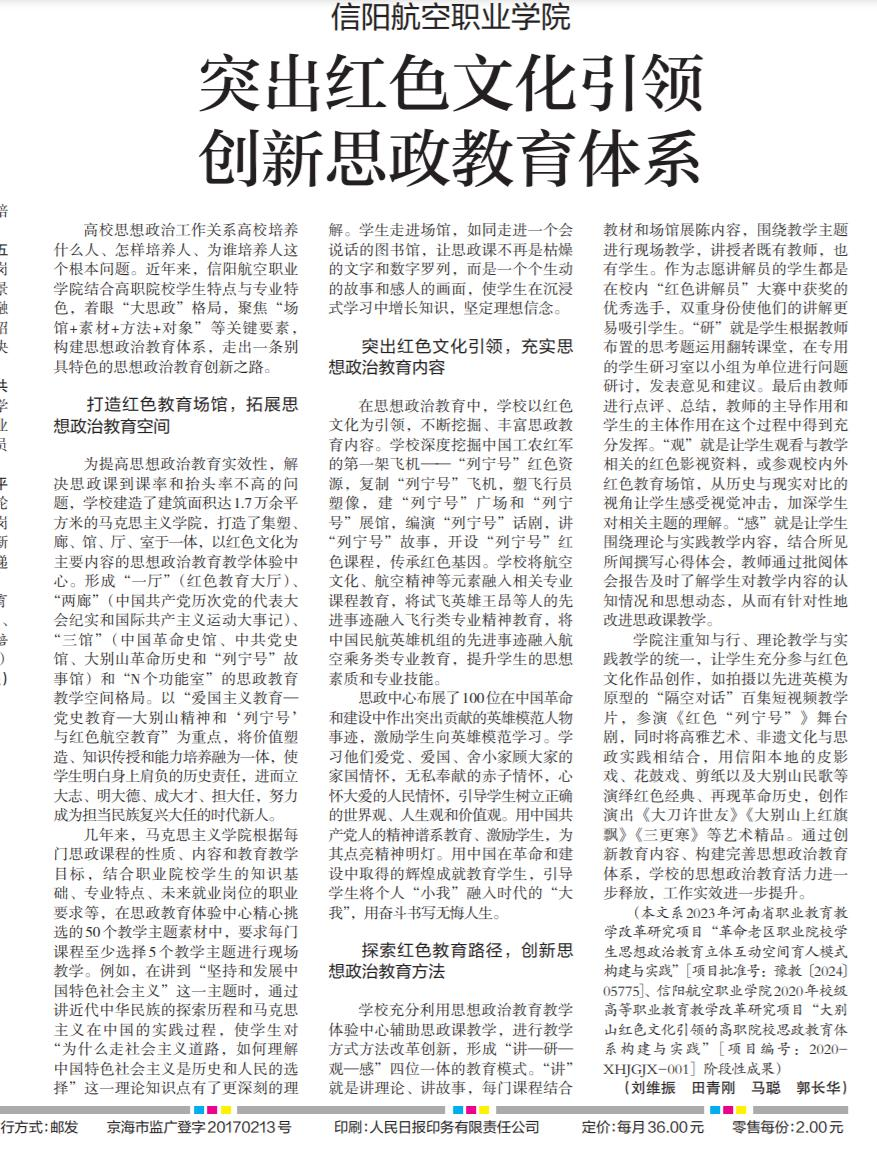 信阳航空职业学院
突出红色文化引领
创新思政教育体系
高校思想政治工作关系高校培养
什么人、怎样培养人、为谁培养人这
个根本问题。近年来，信阳航空职业
学院结合高职院校学生特点与专业特
色，着眼“大思政”格局，聚焦“场
馆+素材+方法+对象”等关键要素，
构建思想政治教育体系，走出一条别
具特色的思想政治教育创新之路。
打造红色教育场馆，拓展思
想政治教育空间
为提高思想政治教育实效性，解
决思政课到课率和抬头率不高的问
题，学校建造了建筑面积达1.7万余平
方米的马克思主义学院，打造了集塑、
廊、馆、厅、室于一体，以红色文化为
主要内容的思想政治教育教学体验中
心。形成“一厅”（红色教育大厅）、
“两廊”（中国共产党历次党的代表大
会纪实和国际共产主义运动大事记）、
“三馆”（中国革命史馆、中共党史
馆、大别山革命历史和“列宁号”故
事馆）和“N个功能室”的思政教育
教学空间格局。以“爱国主义教育—
党史教育—大别山精神和‘列宁号’
与红色航空教育”为重点，将价值塑
造、知识传授和能力培养融为一体，使
学生明白身上肩负的历史责任，进而立
大志、明大德、成大才、担大任，努力
成为担当民族复兴大任的时代新人。
几年来，马克思主义学院根据每
门思政课程的性质、内容和教育教学
目标，结合职业院校学生的知识基
础、专业特点、未来就业岗位的职业
要求等，在思政教育体验中心精心挑
选的50个教学主题素材中，要求每门
课程至少选择5个教学主题进行现场
教学。例如，在讲到“坚持和发展中
国特色社会主义”这一主题时，通过
讲近代中华民族的探索历程和马克思
主义在中国的实践过程，使学生对
“为什么走社会主义道路，如何理解
中国特色社会主义是历史和人民的选
择”这一理论知识点有了更深刻的理
解。学生走进场馆，如同走进一个会
说话的图书馆，让思政课不再是枯燥
的文字和数字罗列，而是一个个生动
的故事和感人的画面，使学生在沉浸
式学习中增长知识，坚定理想信念。
突出红色文化引领，充实思
想政治教育内容
在思想政治教育中，学校以红色
文化为引领，不断挖掘、丰富思政教
育内容。学校深度挖掘中国工农红军
的第一架飞机——“列宁号”红色资
源，复制“列宁号”飞机，塑飞行员
塑像，建“列宁号”广场和“列宁
号”展馆，编演“列宁号”话剧，讲
“列宁号”故事，开设“列宁号”红
色课程，传承红色基因。学校将航空
文化、航空精神等元素融入相关专业
课程教育，将试飞英雄王昂等人的先
进事迹融入飞行类专业精神教育，将
中国民航英雄机组的先进事迹融入航
空乘务类专业教育，提升学生的思想
素质和专业技能。
思政中心布展了100位在中国革命
和建设中作出突出贡献的英雄模范人物
事迹，激励学生向英雄模范学习。学
习他们爱党、爱国、舍小家顾大家的
家国情怀，无私奉献的赤子情怀，心
怀大爱的人民情怀，引导学生树立正确
的世界观、人生观和价值观。用中国共
产党人的精神谱系教育、激励学生，为
其点亮精神明灯。用中国在革命和建
设中取得的辉煌成就教育学生，引导
学生将个人“小我”融入时代的“大
我”，用奋斗书写无悔人生。
探索红色教育路径，创新思
想政治教育方法
学校充分利用思想政治教育教学
体验中心辅助思政课教学，进行教学
方式方法改革创新，形成“讲—研—
观—感”四位一体的教育模式。“讲”
就是讲理论、讲故事，每门课程结合
教材和场馆展陈内容，围绕教学主题
进行现场教学，讲授者既有教师，也
有学生。作为志愿讲解员的学生都是
在校内“红色讲解员”大赛中获奖的
优秀选手，双重身份使他们的讲解更
易吸引学生。“研”就是学生根据教师
布置的思考题运用翻转课堂，在专用
的学生研习室以小组为单位进行问题
研讨，发表意见和建议。最后由教师
进行点评、总结，教师的主导作用和
学生的主体作用在这个过程中得到充
分发挥。“观”就是让学生观看与教学
相关的红色影视资料，或参观校内外
红色教育场馆，从历史与现实对比的
视角让学生感受视觉冲击，加深学生
对相关主题的理解。“感”就是让学生
围绕理论与实践教学内容，结合所见
所闻撰写心得体会，教师通过批阅体
会报告及时了解学生对教学内容的认
知情况和思想动态，从而有针对性地
改进思政课教学。
学院注重知与行、理论教学与实
践教学的统一，让学生充分参与红色
文化作品创作，如拍摄以先进英模为
原型的“隔空对话”百集短视频教学
片，参演《红色“列宁号”》舞台
剧，同时将高雅艺术、非遗文化与思
政实践相结合，用信阳本地的皮影
戏、花鼓戏、剪纸以及大别山民歌等
演绎红色经典、再现革命历史，创作
演出《大刀许世友》《大别山上红旗
飘》《三更寒》等艺术精品。通过创
新教育内容、构建完善思想政治教育
体系，学校的思想政治教育活力进一
步释放，工作实效进一步提升。
（本文系2023年河南省职业教育教
学改革研究项目“革命老区职业院校学
生思想政治教育立体互动空间育人模式
构建与实践”［项目批准号：豫教〔2024〕
05775］、信阳航空职业学院2020年校级
高等职业教育教学改革研究项目“大别
山红色文化引领的高职院校思政教育体
系构建与实践”［项目编号：2020-
XHJGJX-001］阶段性成果）
（刘维振 田青刚 马聪 郭长华）
行方式：邮发 京海市监广登字20170213号 印刷：人民日报印务有限责任公司 定价：每月36.00元 零售每份：2.00元